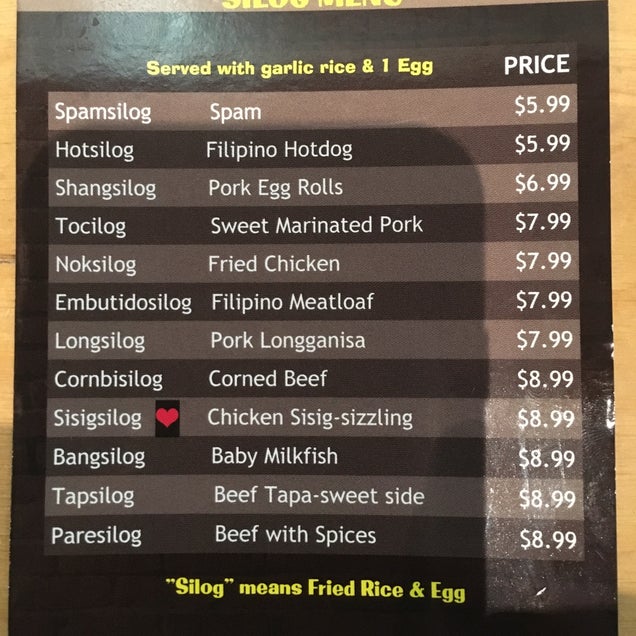 SILOG MENU
Served with garlic rice & 1 Egg PRICE
Spamsilog Spam $5.99
Hotsilog Filipino Hotdog $5.99
Shangsilog Pork Egg Rolls $6.99
Tocilog Sweet Marinated Pork $7.99
Noksilog Fried Chicken $7.99
Embutidosilog Filipino Meatloaf $7.99
Longsilog Pork Longganisa $7.99
Cornbisilog Corned Beef $8.99
Sisigsilog Chicken Sisig-sizzling $8.99
Bangsilog Baby Milkfish $8.99
Tapsilog Beef Tapa-sweet side $8.99
Paresilog Beef with Spices $8.99
"Silog" means Fried Rice & Egg